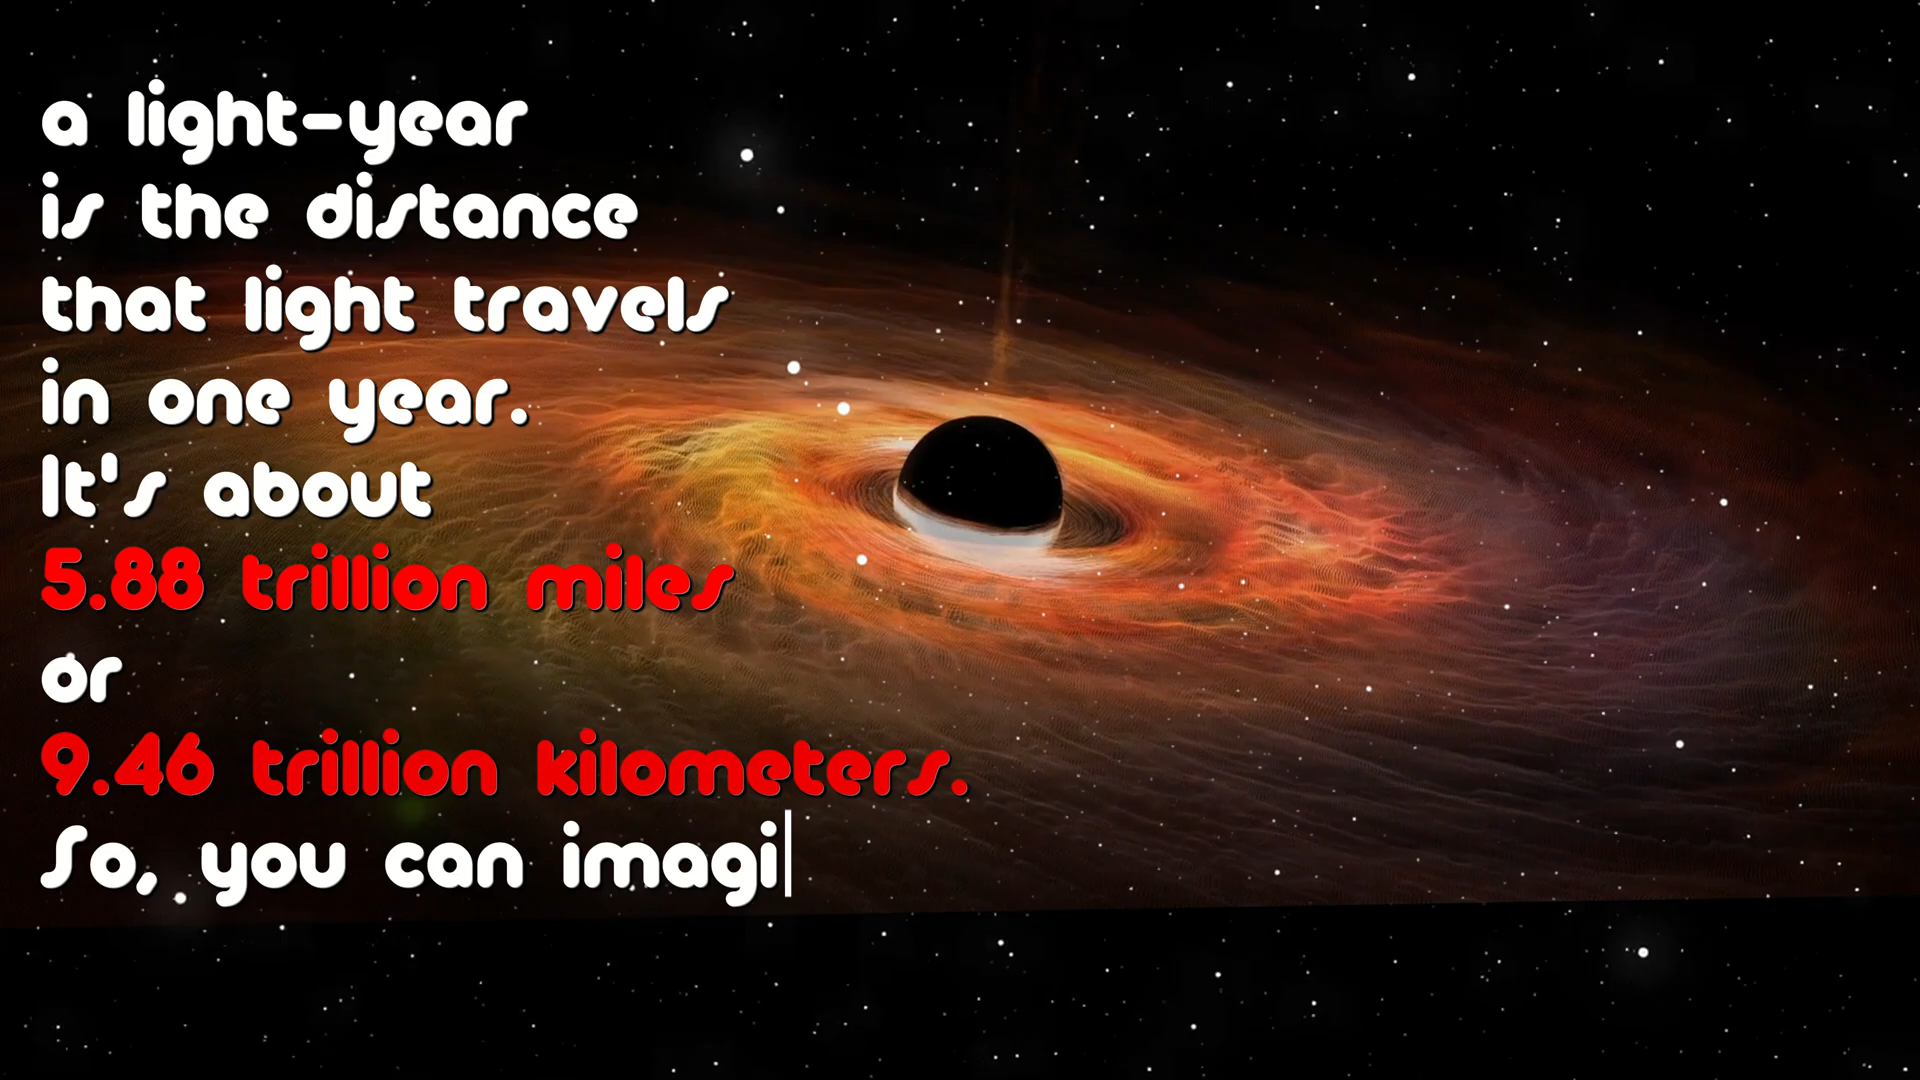 a light-year
is the distance
that light travels
in one year.
It's about
5.88 trillion miles
or
9.46 trillion kilometers.
So, you can imagi